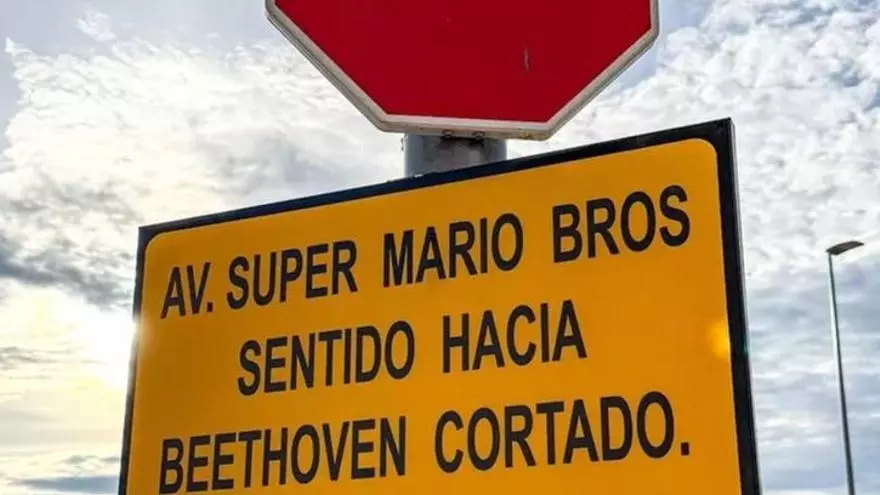 AV. SUPER MARIO BROS
SENTIDO HACIA
BEETHOVEN CORTADO.